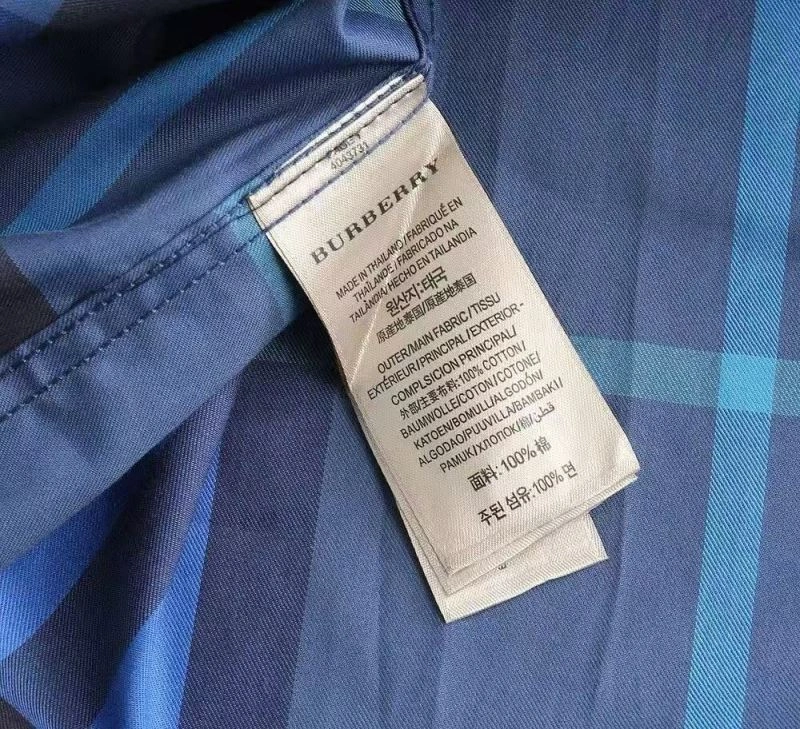 4043731
BURBERRY
MADE IN THAILAND/FABRIQUÉ EN
THAÏLANDE/FABRICADO NA
TAILÂNDIA/HECHO EN TAILANDIA
원산지:태국
原産地泰国/原産地泰国
OUTER/MAIN FABRIC/TISSU
EXTÉRIEUR/PRINCIPAL/EXTERIOR-
COMPLSICION PRINCIPAL/
外部/主要布料:100% COTTON/
BAUMWOLLE/COTON/COTONE/
KATOEN/BOMULL/ALGODÓN/
ALGODAO/PUUVILLA/BAMBAKI/
PAMUK/ХЛОПОК/棉/قطن
面料:100% 棉
주된 섬유:100% 면